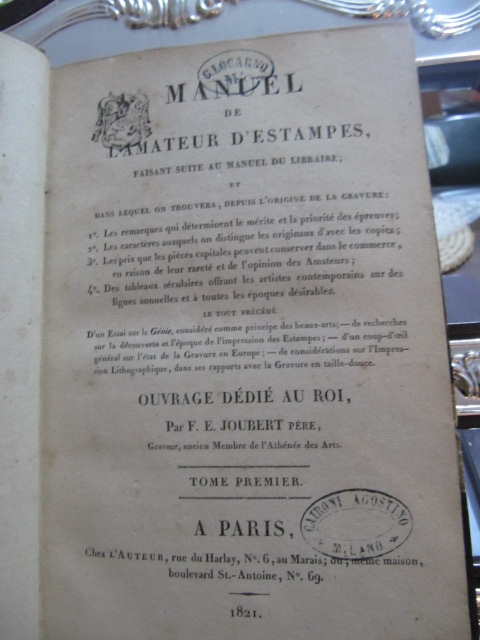 G. LOCAGNO
MANUEL
DE
L'AMATEUR D'ESTAMPES,
FAISANT SUITE AU MANUEL DU LIBRAIRE;
ET
DANS LEQUEL ON TROUVERA, DEPUIS L'ORIGINE DE LA GRAVURE:
1º. Les remarques qui déterminent le mérite et la priorité des épreuves;
2º. Les caractères auxquels on distingue les originaux d'avec les copies;
3º. Les prix que les pièces capitales peuvent conserver dans le commerce,
en raison de leur rareté et de l'opinion des Amateurs;
4º. Des tableaux séculaires offrant les artistes contemporains sur des
lignes annuelles et à toutes les époques désirables.
LE TOUT PRÉCÉDÉ
D'un Essai sur le Génie, considéré comme principe des beaux-arts; — de recherches
sur la découverte et l'époque de l'impression des Estampes; — d'un coup-d'œil
général sur l'état de la Gravure en Europe; — de considérations sur l'Impres-
sion Lithographique, dans ses rapports avec la Gravure en taille-douce.
OUVRAGE DÉDIÉ AU ROI,
Par F. E. JOUBERT PÈRE,
Graveur, ancien Membre de l'Athénée des Arts.
TOME PREMIER.
CATRONI AGOSTINO
MILANO
A PARIS,
Chez L'AUTEUR, rue du Harlay, Nº. 6, au Marais; ou, même maison,
boulevard St.-Antoine, Nº. 69.
1821.